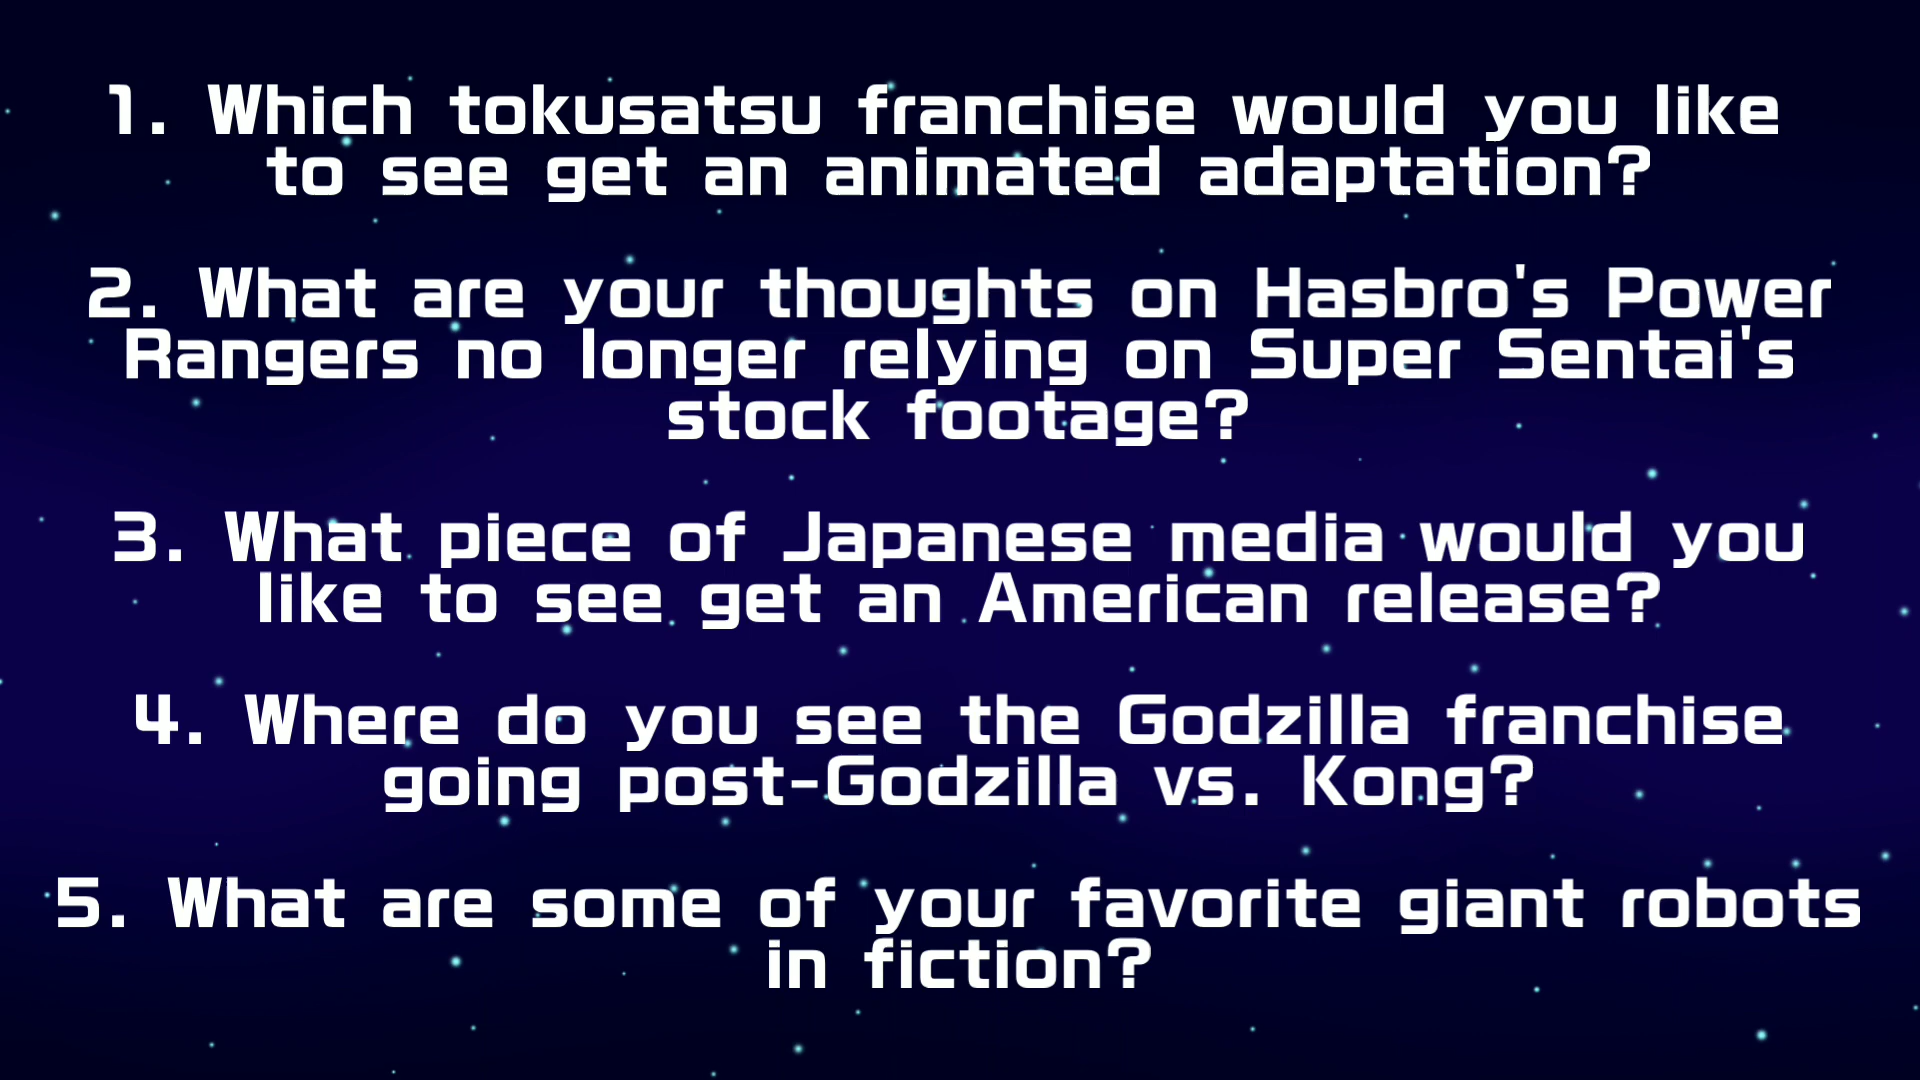 1. Which tokusatsu franchise would you like
to see get an animated adaptation?
2. What are your thoughts on Hasbro's Power
Rangers no longer relying on Super Sentai's
stock footage?
3. What piece of Japanese media would you
like to see get an American release?
4. Where do you see the Godzilla franchise
going post-Godzilla vs. Kong?
5. What are some of your favorite giant robots
in fiction?